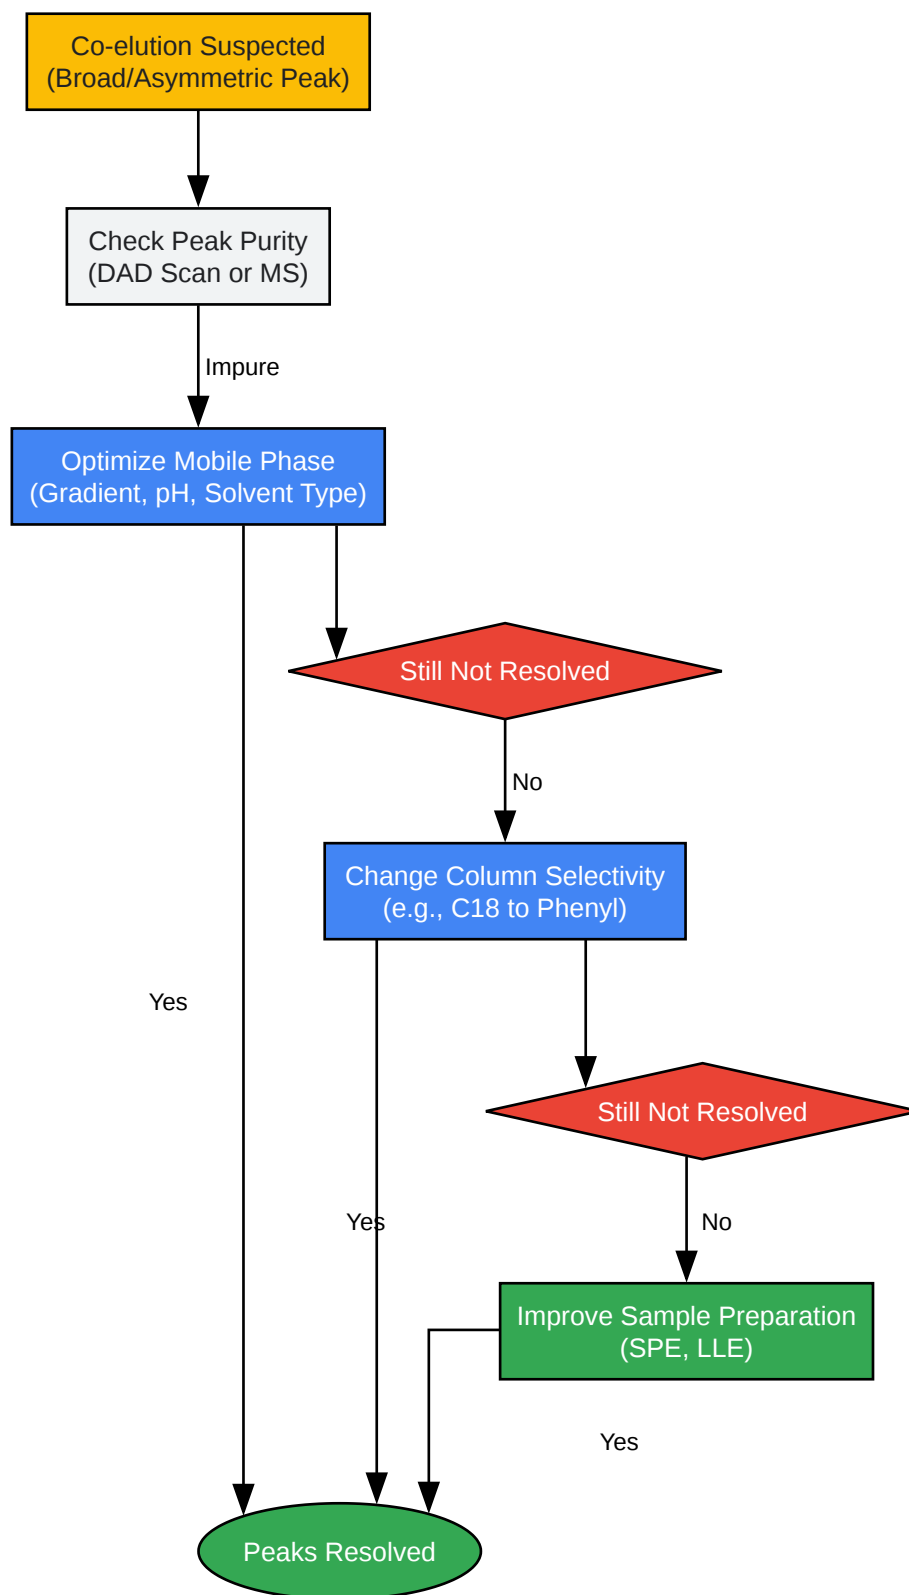 Co-elution Suspected
(Broad/Asymmetric Peak)
Check Peak Purity
(DAD Scan or MS)
Impure
Optimize Mobile Phase
(Gradient, pH, Solvent Type)
Still Not Resolved
No
Change Column Selectivity
(e.g., C18 to Phenyl)
Yes
Still Not Resolved
Yes
No
Improve Sample Preparation
(SPE, LLE)
Yes
Peaks Resolved